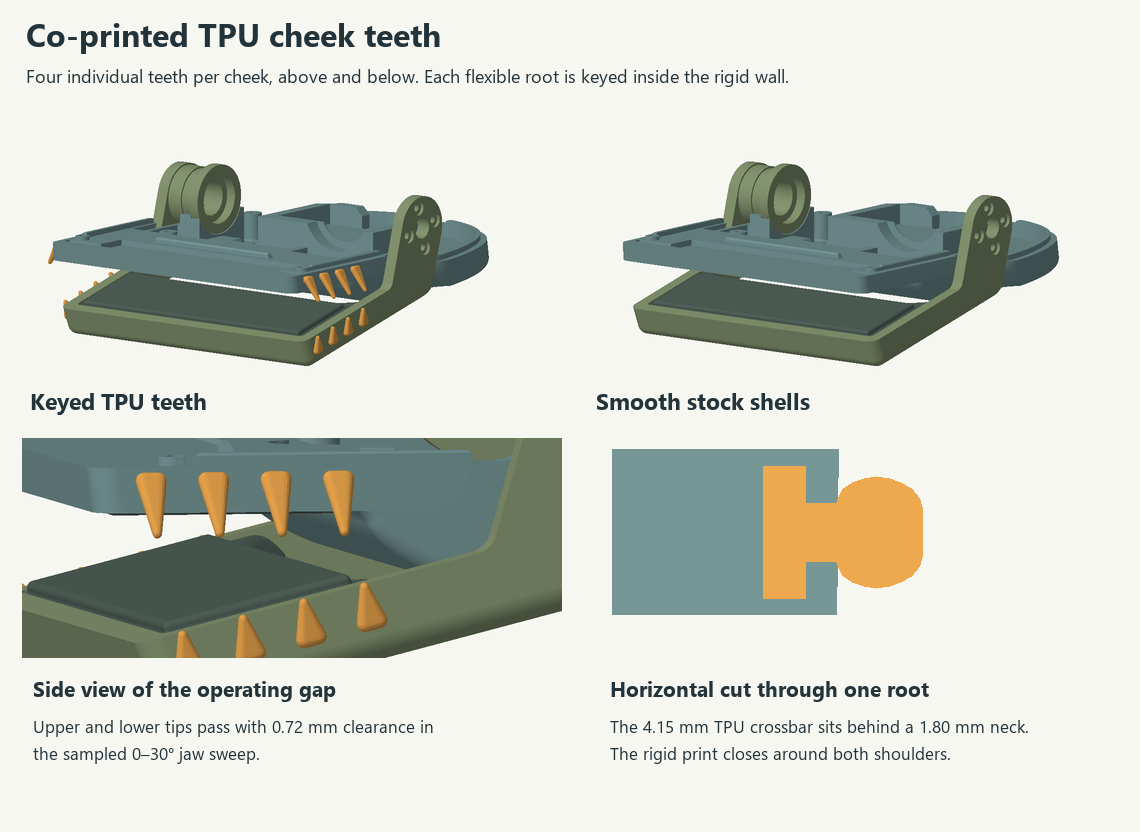 Co-printed TPU cheek teeth
Four individual teeth per cheek, above and below. Each flexible root is keyed inside the rigid wall.
Keyed TPU teeth
Smooth stock shells
Side view of the operating gap
Upper and lower tips pass with 0.72 mm clearance in
the sampled 0–30° jaw sweep.
Horizontal cut through one root
The 4.15 mm TPU crossbar sits behind a 1.80 mm neck.
The rigid print closes around both shoulders.